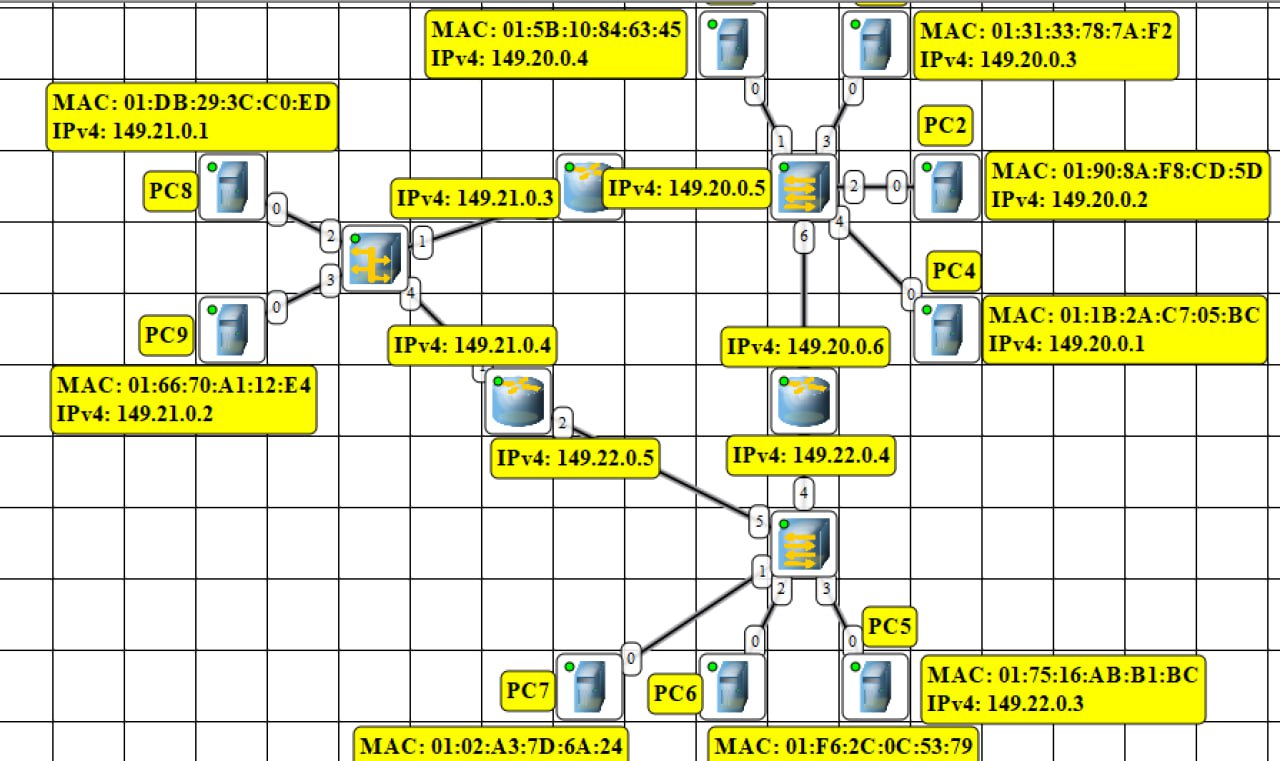 MAC: 01:5B:10:84:63:45
IPv4: 149.20.0.4
0
1
0
3
MAC: 01:31:33:78:7A:F2
IPv4: 149.20.0.3
MAC: 01:DB:29:3C:C0:ED
IPv4: 149.21.0.1
PC2
PC8
0
2
IPv4: 149.21.0.3
1
IPv4: 149.20.0.5
2
0
MAC: 01:90:8A:F8:CD:5D
IPv4: 149.20.0.2
6
4
3
0
4
0
PC4
PC9
MAC: 01:1B:2A:C7:05:BC
IPv4: 149.20.0.1
IPv4: 149.21.0.4
IPv4: 149.20.0.6
1
MAC: 01:66:70:A1:12:E4
IPv4: 149.21.0.2
2
IPv4: 149.22.0.5
IPv4: 149.22.0.4
4
5
1
2
3
0
0
0
PC5
PC7
PC6
MAC: 01:75:16:AB:B1:BC
IPv4: 149.22.0.3
MAC: 01:02:A3:7D:6A:24
MAC: 01:F6:2C:0C:53:79